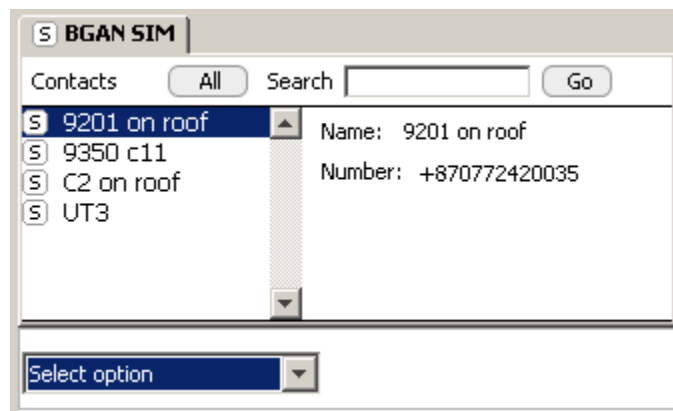 S BGAN SIM
Contacts All Search Go
S 9201 on roof
S 9350 c11
S C2 on roof
S UT3
Name: 9201 on roof
Number: +870772420035
Select option